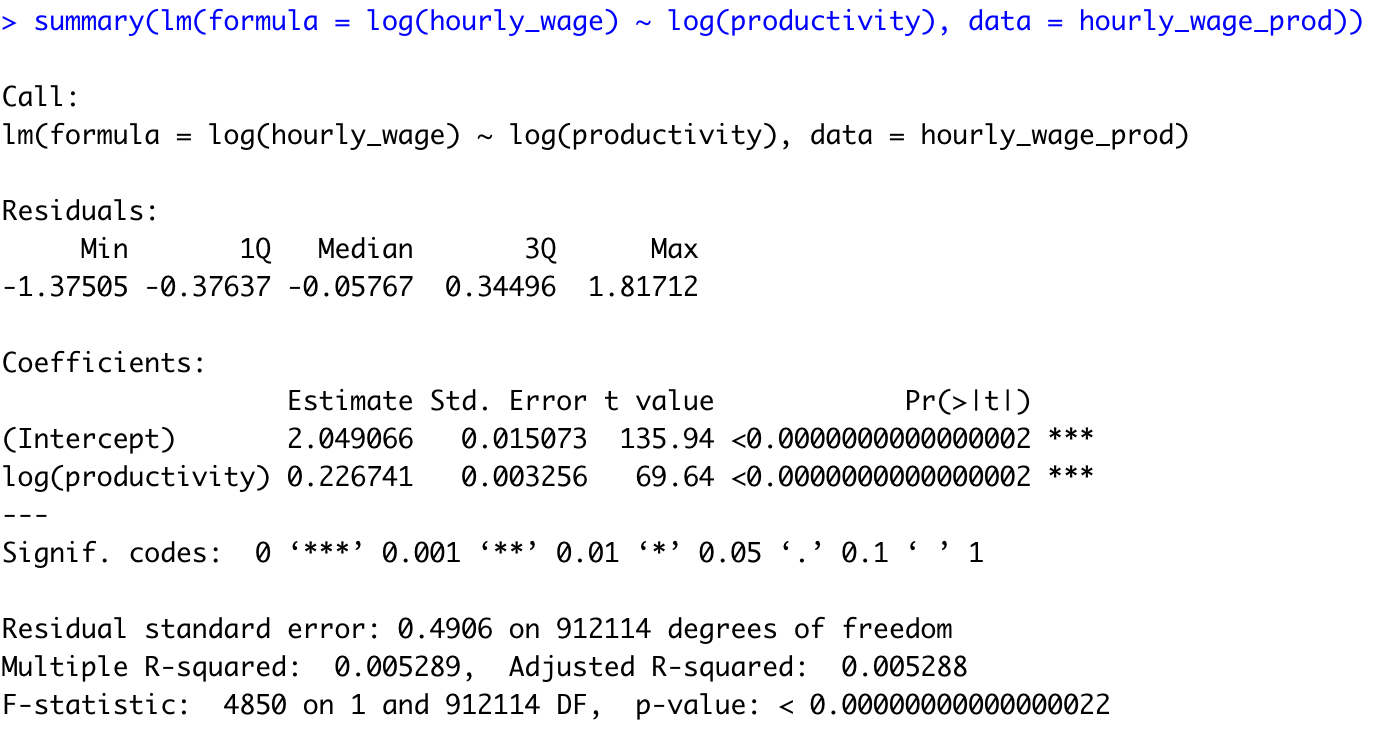 > summary(lm(formula = log(hourly_wage) ~ log(productivity), data = hourly_wage_prod))
Call:
lm(formula = log(hourly_wage) ~ log(productivity), data = hourly_wage_prod)
Residuals:
     Min       1Q   Median       3Q      Max
-1.37505 -0.37637 -0.05767  0.34496  1.81712
Coefficients:
                  Estimate Std. Error t value            Pr(>|t|)
(Intercept)       2.049066   0.015073  135.94 <0.0000000000000002 ***
log(productivity) 0.226741   0.003256   69.64 <0.0000000000000002 ***
---
Signif. codes:  0 ‘***’ 0.001 ‘**’ 0.01 ‘*’ 0.05 ‘.’ 0.1 ‘ ’ 1
Residual standard error: 0.4906 on 912114 degrees of freedom
Multiple R-squared:  0.005289,	Adjusted R-squared:  0.005288
F-statistic:  4850 on 1 and 912114 DF,  p-value: < 0.00000000000000022